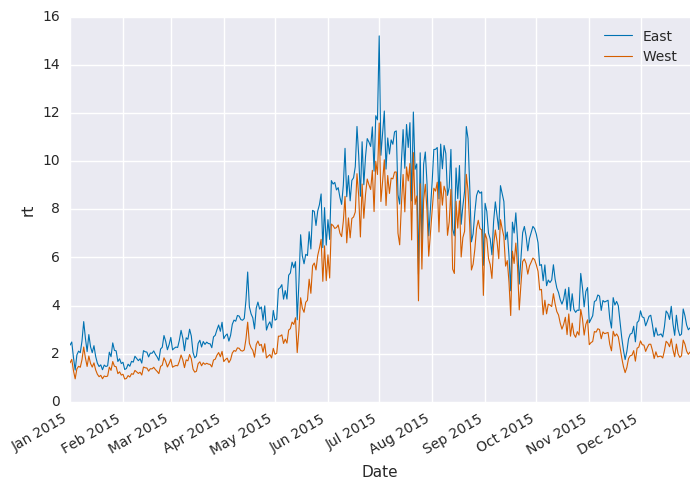 16
14
12
10
8
6
4
2
0
rt
East
West
Jan 2015
Feb 2015
Mar 2015
Apr 2015
May 2015
Jun 2015
Jul 2015
Aug 2015
Sep 2015
Oct 2015
Nov 2015
Dec 2015
Date